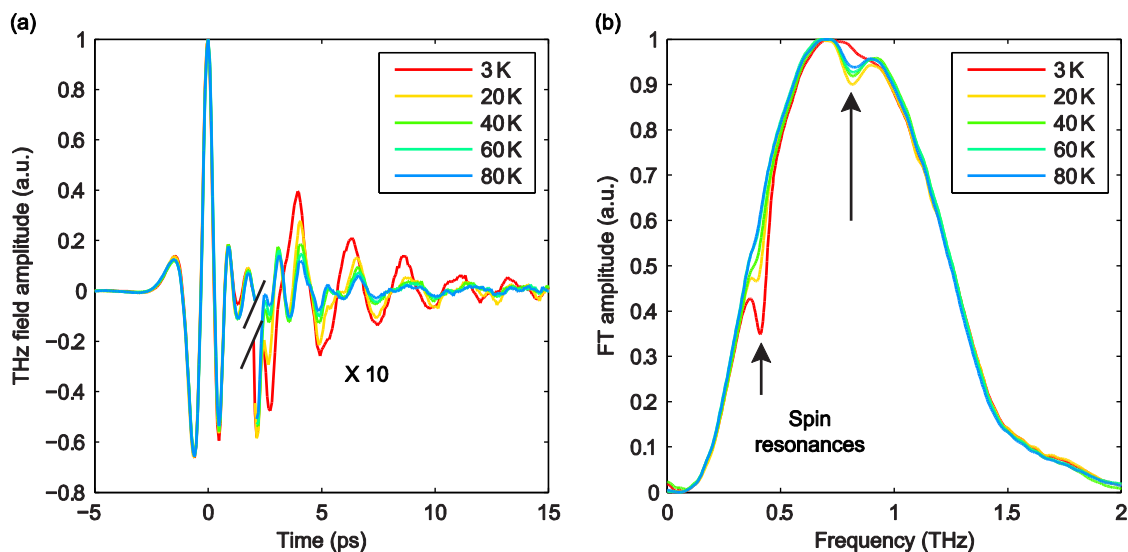 (a)
THz field amplitude (a.u.)
1
0.8
0.6
0.4
0.2
0
−0.2
−0.4
−0.6
−0.8
3 K
20 K
40 K
60 K
80 K
X 10
−5
0
5
10
15
Time (ps)
(b)
FT amplitude (a.u.)
1
0.9
0.8
0.7
0.6
0.5
0.4
0.3
0.2
0.1
0
3 K
20 K
40 K
60 K
80 K
Spin
resonances
0
0.5
1
1.5
2
Frequency (THz)